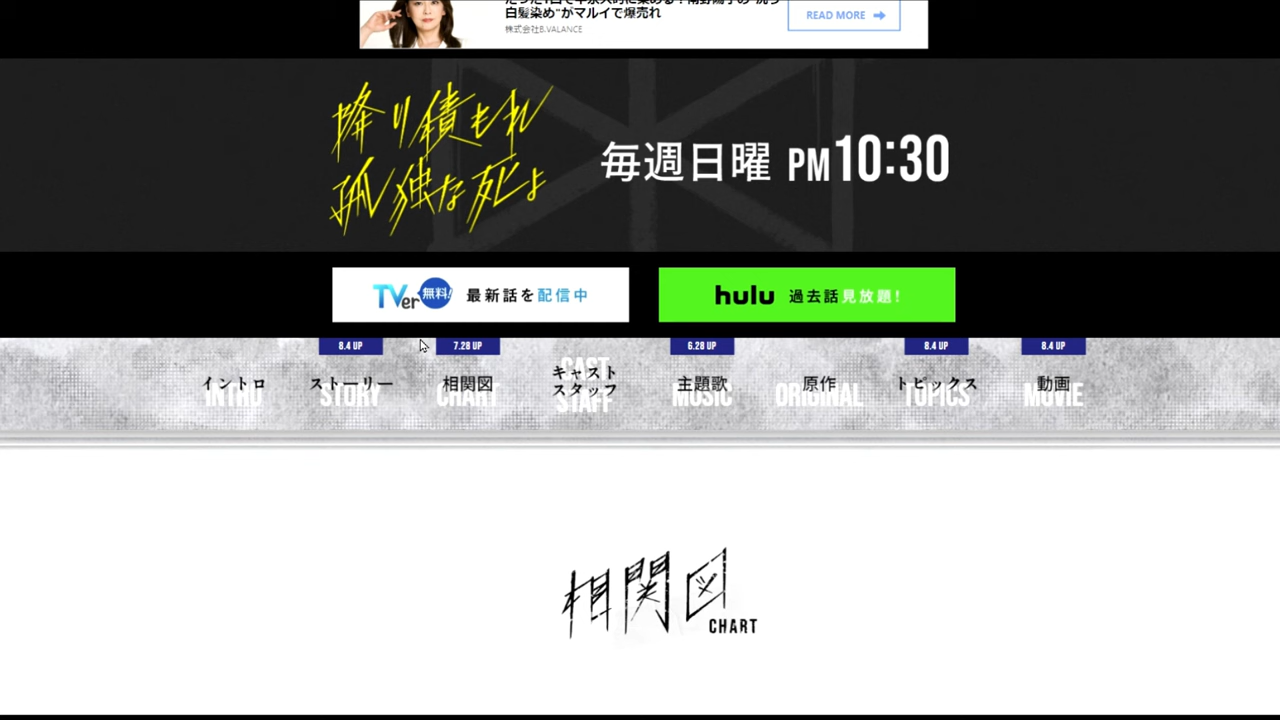 白髪染め"がマルイで爆売れ
株式会社B.VALANCE
READ MORE
降り積もれ
孤独な死よ
毎週日曜 PM10:30
TVer 無料! 最新話を配信中
hulu 過去話見放題!
8.4 UP 7.28 UP 6.28 UP 8.4 UP 8.4 UP
イントロ ストーリー 相関図 キャスト スタッフ 主題歌 原作 トピックス 動画
INTRO STORY CHART CAST STAFF MUSIC ORIGINAL TOPICS MOVIE
相関図
CHART